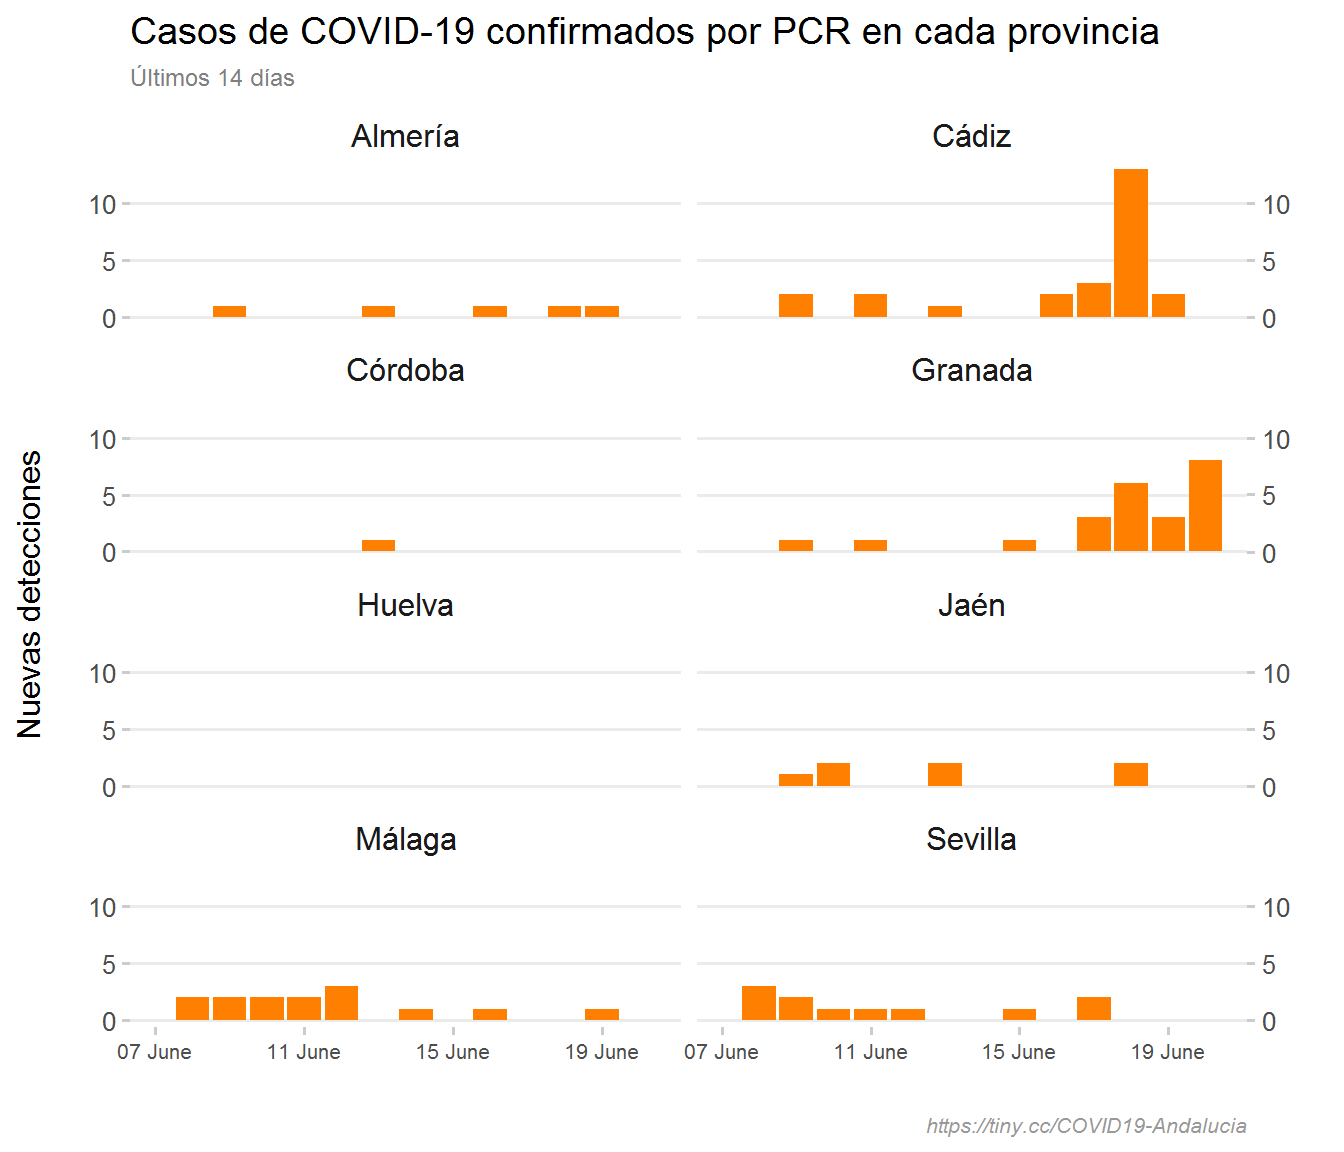 Casos de COVID-19 confirmados por PCR en cada provincia
Últimos 14 días
Almería
Cádiz
10
5
0
10
5
0
Córdoba
Granada
10
5
0
10
5
0
Huelva
Jaén
10
5
0
10
5
0
Málaga
Sevilla
10
5
0
10
5
0
Nuevas detecciones
07 June 11 June 15 June 19 June
07 June 11 June 15 June 19 June
https://tiny.cc/COVID19-Andalucia